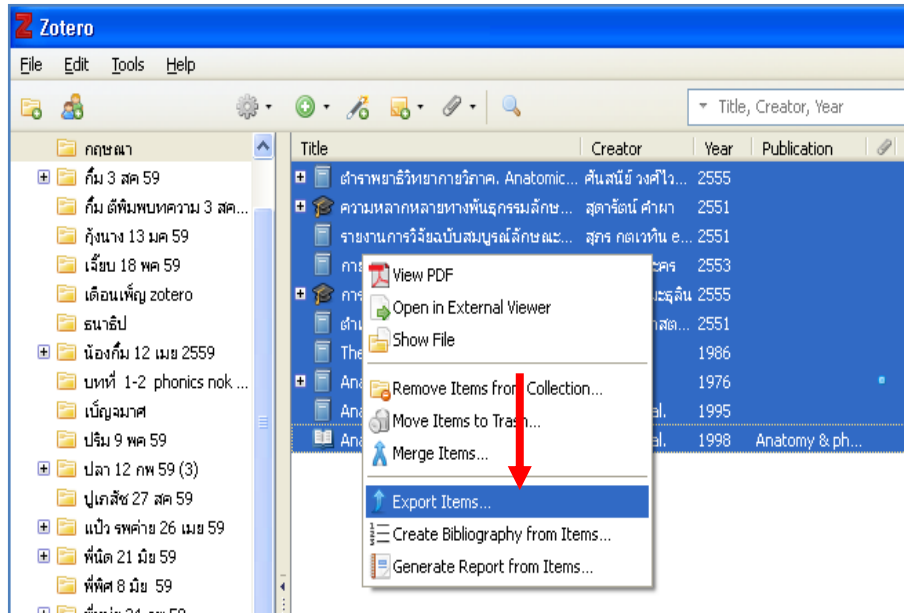 Zotero
File Edit Tools Help
Title, Creator, Year
กฤษณา
กิ๊ม 3 สค 59
กิ๊ม ตีพิมพบทความ 3 สค...
กุ้งนาง 13 มค 59
เจี๊ยบ 18 พค 59
เดือนเพ็ญ zotero
ธนาธิป
น้องกิ๊ม 12 เมย 2559
บทที่ 1-2 phonics nok ...
เบ็ญจมาศ
ปริม 9 พค 59
ปลา 12 กพ 59 (3)
ปูเภสัช 27 สค 59
แป๋ว รพค่าย 26 เมย 59
พี่นิด 21 มิย 59
พี่พิศ 8 มิย 59
Title Creator Year Publication
ตำราพยาธิวิทยากายวิภาค. Anatomic... ศันสนีย์ วงศ์ไว... 2555
ความหลากหลายทางพันธุกรรมลักษ... สุดารัตน์ คำผา 2551
รายงานการวิจัยฉบับสมบูรณ์ลักษณะ... สุภร กตเวทิน e... 2551
กาย 2553
การ 2555
ตำ 2551
The 1986
Ana 1976
Ana al. 1995
Ana al. 1998 Anatomy & ph...
View PDF
Open in External Viewer
Show File
Remove Items from Collection...
Move Items to Trash...
Merge Items...
Export Items...
Create Bibliography from Items...
Generate Report from Items...